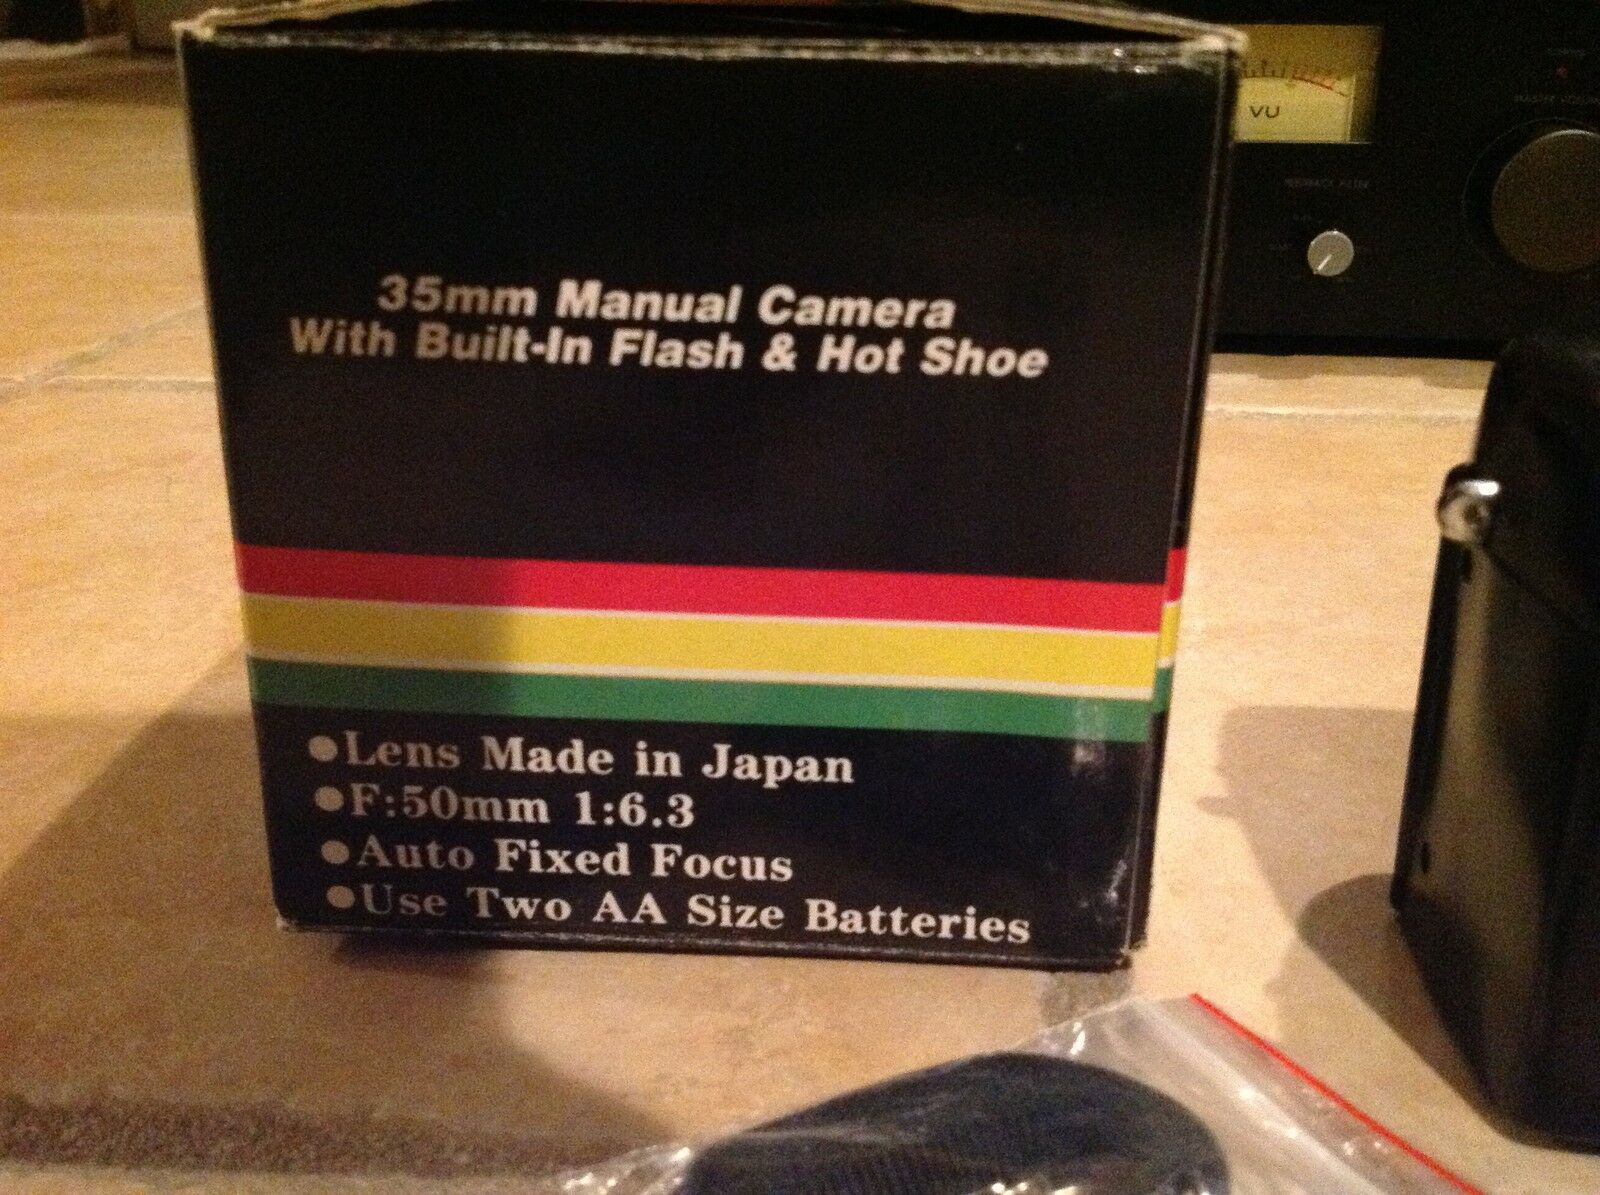 VU
35mm Manual Camera
With Built-In Flash & Hot Shoe
●Lens Made in Japan
●F:50mm 1:6.3
●Auto Fixed Focus
●Use Two AA Size Batteries